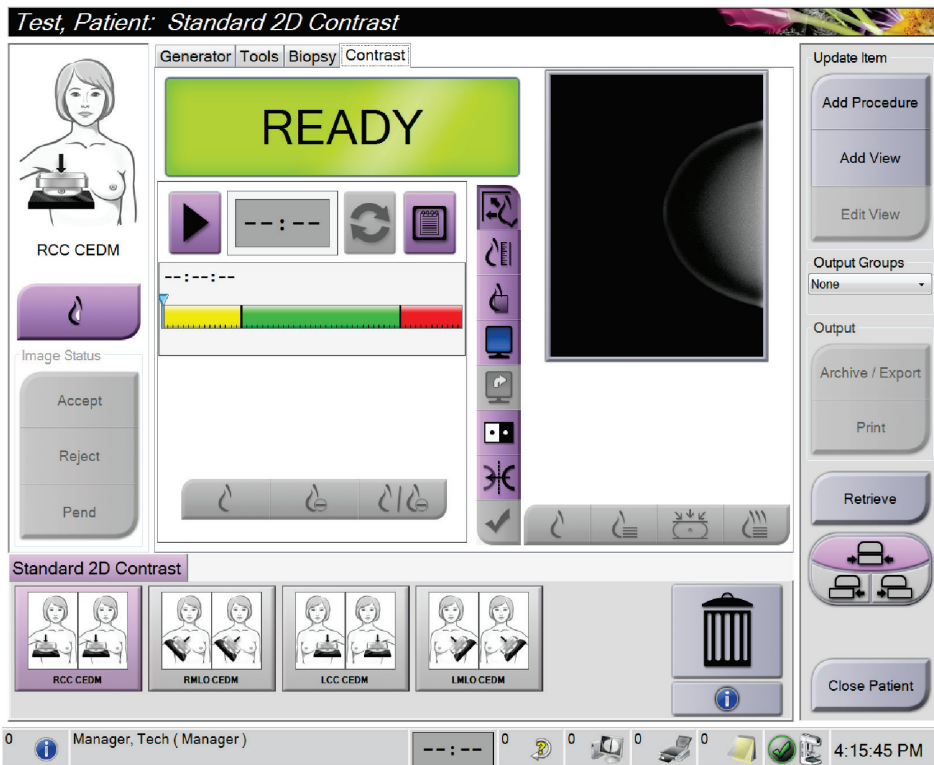 Test, Patient: Standard 2D Contrast
Generator Tools Biopsy Contrast
READY
--:--
--:--:--
RCC CEDM
Image Status
Accept
Reject
Pend
Update Item
Add Procedure
Add View
Edit View
Output Groups
None
Output
Archive / Export
Print
Retrieve
Close Patient
Standard 2D Contrast
RCC CEDM
RMLO CEDM
LCC CEDM
LMLO CEDM
0 Manager, Tech ( Manager ) --:-- 0 0 0 0 4:15:45 PM